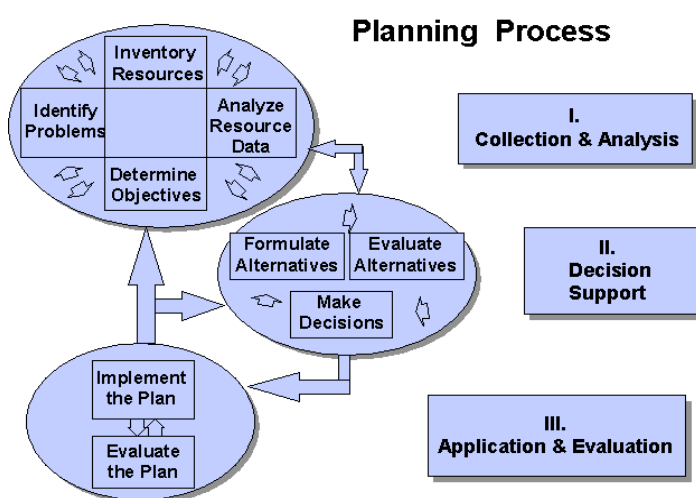 Planning Process
Inventory
Resources
Identify
Problems
Analyze
Resource
Data
Determine
Objectives
I.
Collection & Analysis
Formulate
Alternatives
Evaluate
Alternatives
Make
Decisions
II.
Decision
Support
Implement
the Plan
Evaluate
the Plan
III.
Application & Evaluation